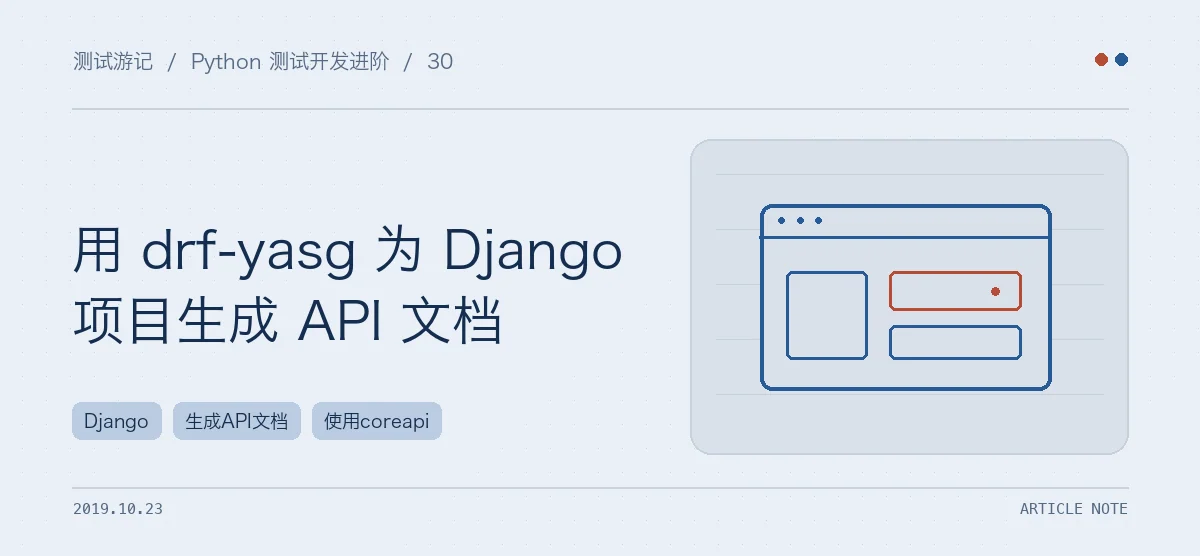 测试游记 / Python 测试开发进阶 / 30
用 drf-yasg 为 Django
项目生成 API 文档
Django 生成API文档 使用coreapi
2019.10.23 ARTICLE NOTE